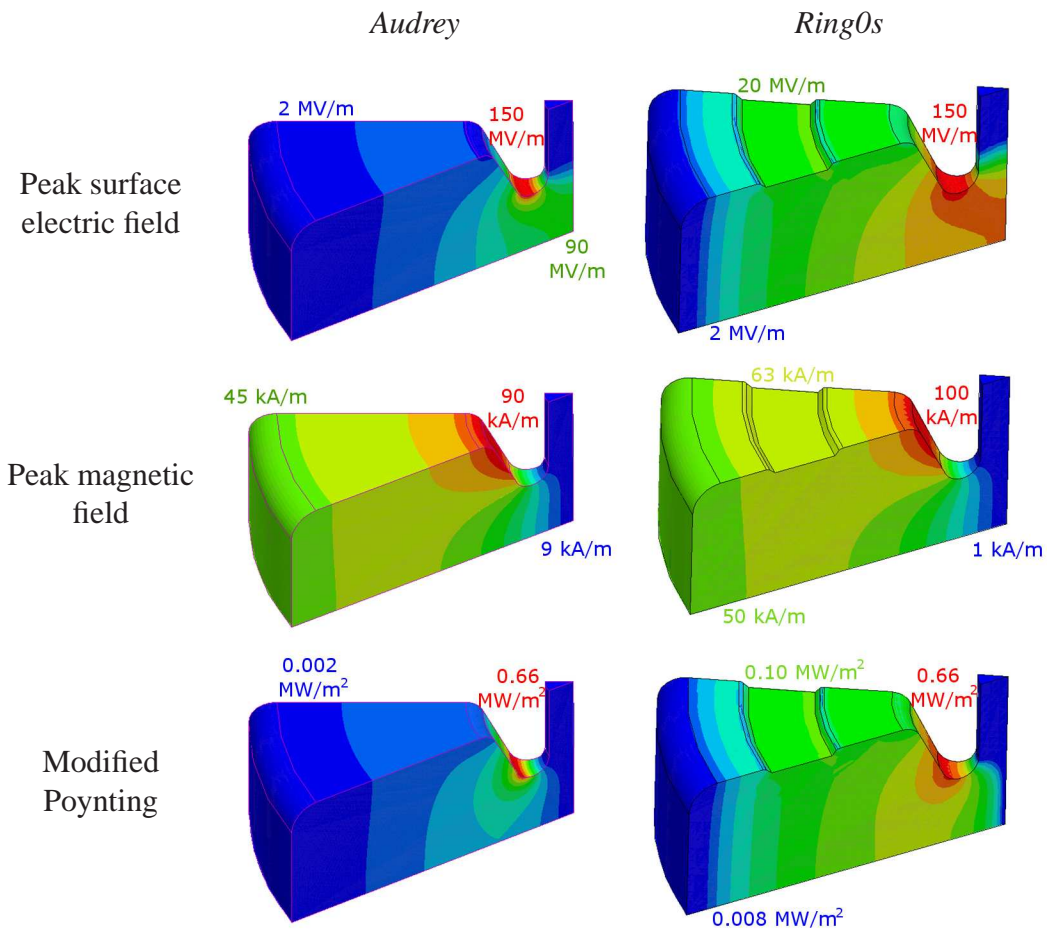 Audrey
Ring0s
Peak surface
electric field
2 MV/m
150
MV/m
90
MV/m
20 MV/m
150
MV/m
2 MV/m
Peak magnetic
field
45 kA/m
90
kA/m
9 kA/m
63 kA/m
100
kA/m
1 kA/m
50 kA/m
Modified
Poynting
0.002
MW/m²
0.66
MW/m²
0.10 MW/m²
0.66
MW/m²
0.008 MW/m²